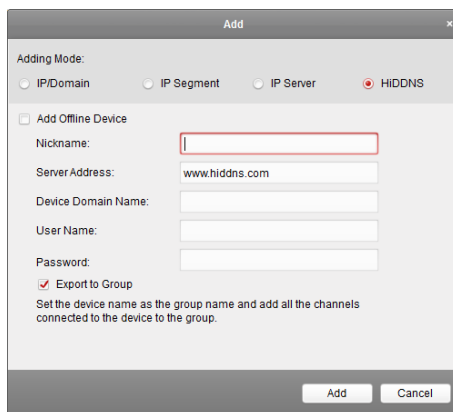 Add
×
Adding Mode:
IP/Domain IP Segment IP Server HiDDNS
Add Offline Device
Nickname:
Server Address: www.hiddns.com
Device Domain Name:
User Name:
Password:
Export to Group
Set the device name as the group name and add all the channels
connected to the device to the group.
Add Cancel